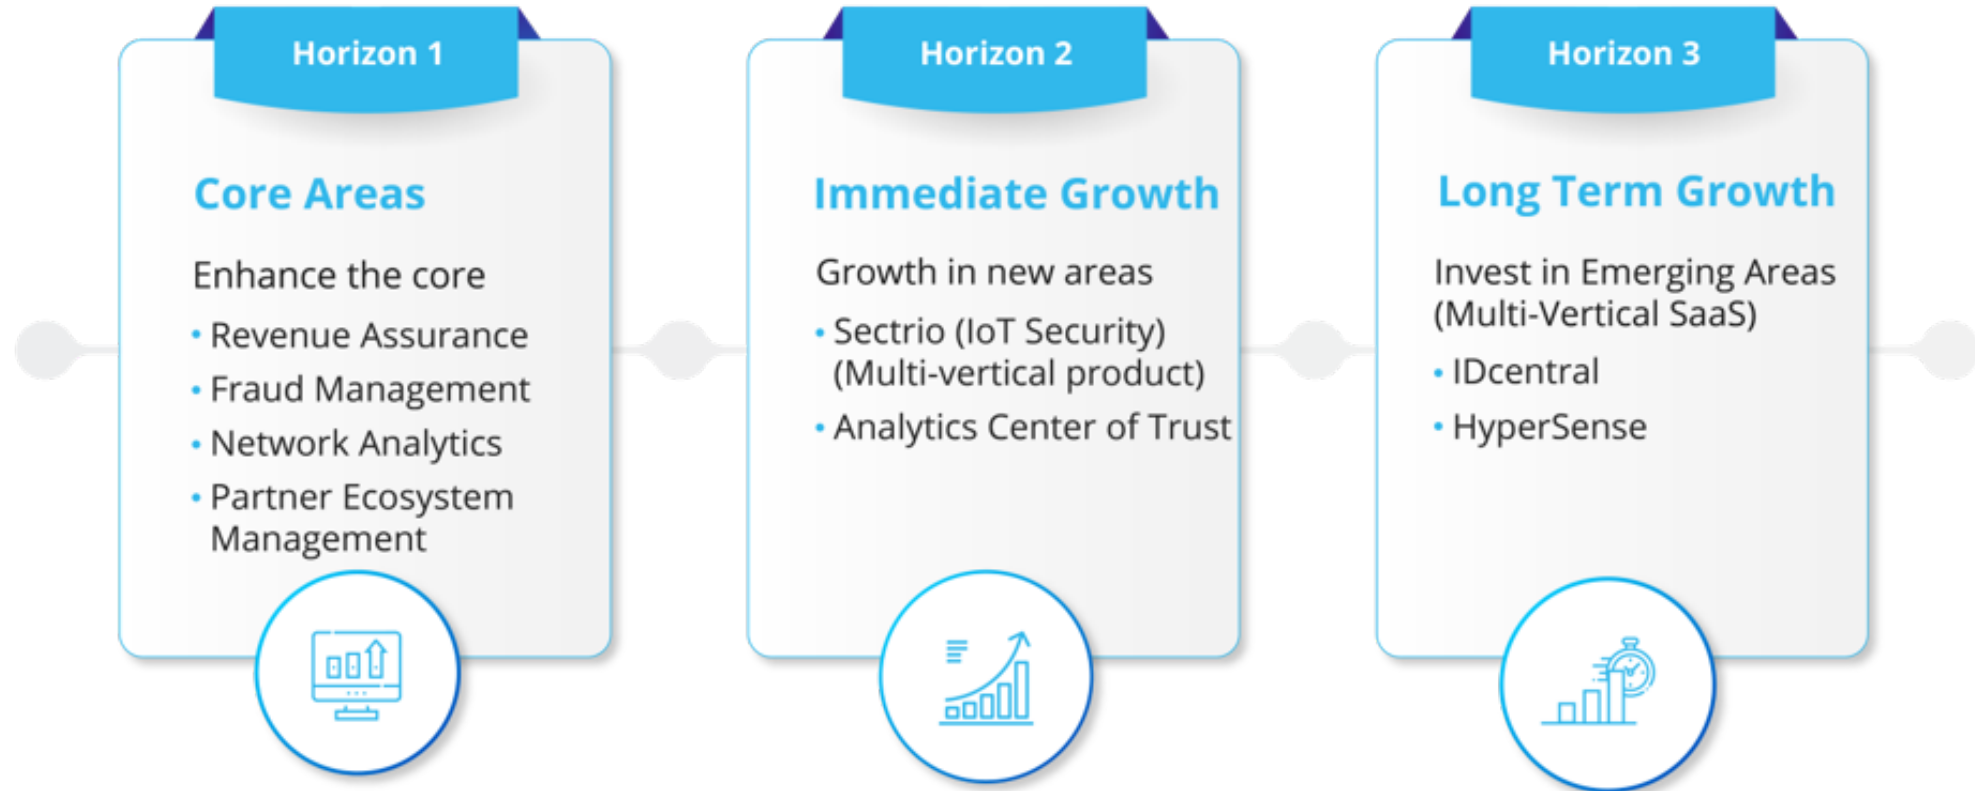 Horizon 1
Core Areas
Enhance the core
• Revenue Assurance
• Fraud Management
• Network Analytics
• Partner Ecosystem
Management
Horizon 2
Immediate Growth
Growth in new areas
• Sectrio (IoT Security)
(Multi-vertical product)
• Analytics Center of Trust
Horizon 3
Long Term Growth
Invest in Emerging Areas
(Multi-Vertical SaaS)
• IDcentral
• HyperSense